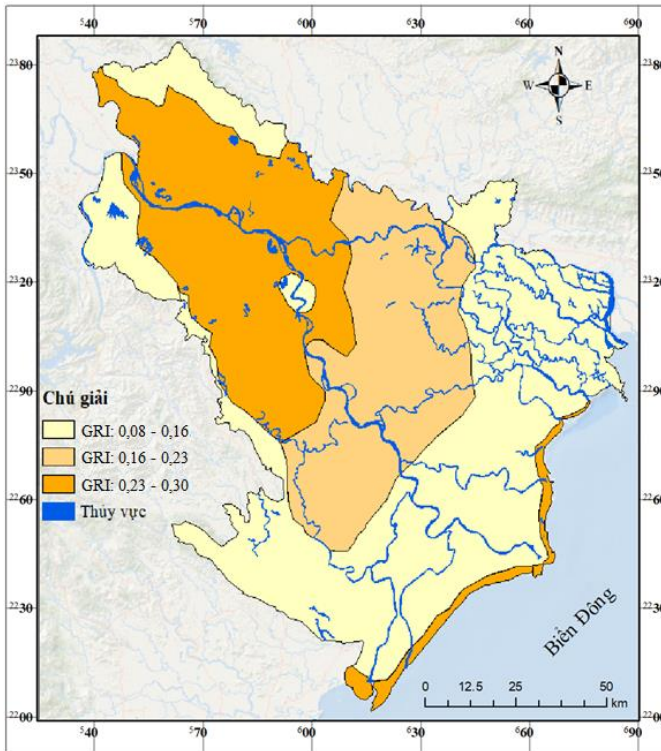 540 570 600 630 660 690
N
W E
S
2380
2350
2320
2290
2260
2230
2200
Chú giải
GRI: 0,08 - 0,16
GRI: 0,16 - 0,23
GRI: 0,23 - 0,30
Thủy vực
Biển Đông
0 12.5 25 50
km